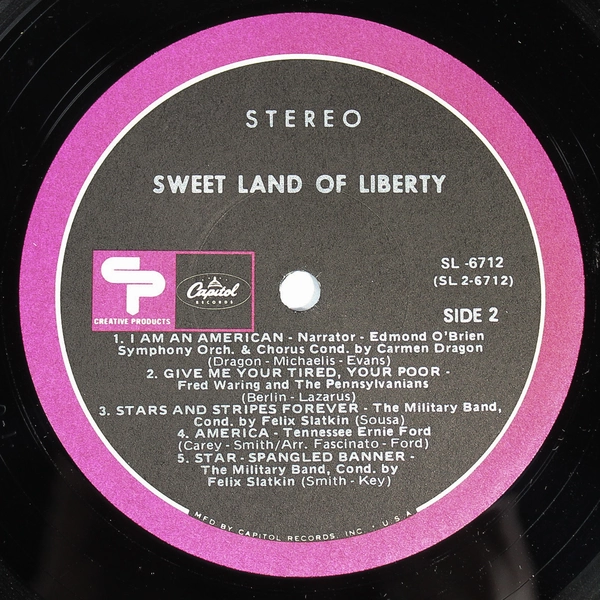 STEREO
SWEET LAND OF LIBERTY
SP
CREATIVE PRODUCTS
Capitol
RECORDS
SL -6712
(SL 2-6712)
SIDE 2
1. I AM AN AMERICAN - Narrator - Edmond O'Brien
Symphony Orch. & Chorus Cond. by Carmen Dragon
(Dragon - Michaelis - Evans)
2. GIVE ME YOUR TIRED, YOUR POOR -
Fred Waring and The Pennsylvanians
(Berlin - Lazarus)
3. STARS AND STRIPES FOREVER - The Military Band,
Cond. by Felix Slatkin (Sousa)
4. AMERICA - Tennessee Ernie Ford
(Carey - Smith/Arr. Fascinato - Ford)
5. STAR - SPANGLED BANNER -
The Military Band, Cond. by
Felix Slatkin (Smith - Key)
MFD BY CAPITOL RECORDS, INC. • U.S.A.